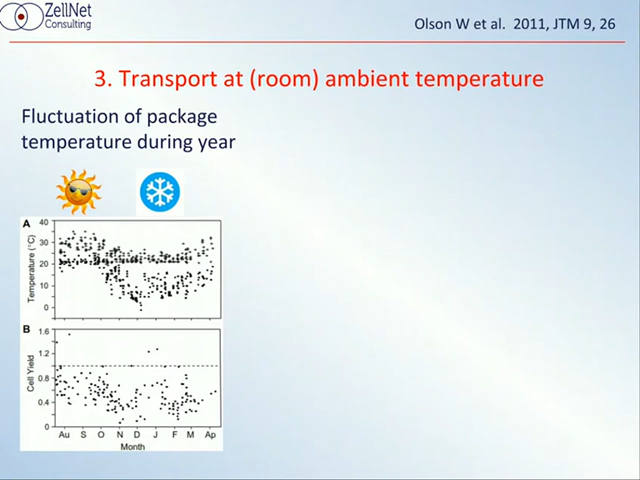 ZellNet
Consulting
Olson W et al. 2011, JTM 9, 26
3. Transport at (room) ambient temperature
Fluctuation of package
temperature during year
A
40
30
20
10
0
Temperature (°C)
B
1.6
1.2
0.8
0.4
0
Cell Yield
Au S O N D J F M Ap
Month